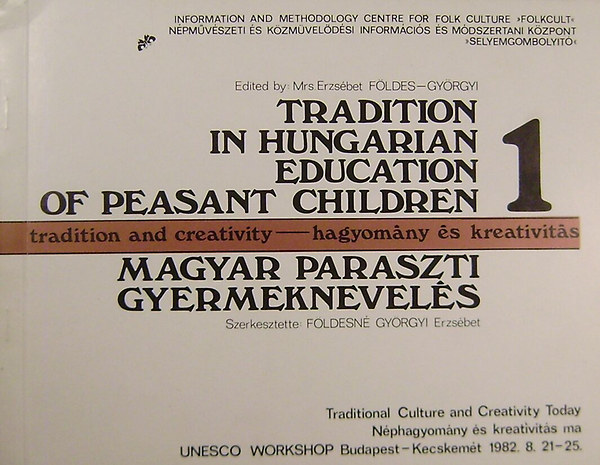 INFORMATION AND METHODOLOGY CENTRE FOR FOLK CULTURE »FOLKCULT«
NÉPMŰVÉSZETI ÉS KÖZMŰVELŐDÉSI INFORMÁCIÓS ÉS MÓDSZERTANI KÖZPONT
»SELYEMGOMBOLYITÓ«
Edited by: Mrs Erzsébet FÖLDES—GYÖRGYI
TRADITION
IN HUNGARIAN
EDUCATION
OF PEASANT CHILDREN
1
tradition and creativity — hagyomány és kreativitás
MAGYAR PARASZTI
GYERMEKNEVELÉS
Szerkesztette: FÖLDESNÉ GYÖRGYI Erzsébet
Traditional Culture and Creativity Today
Néphagyomány és kreativitás ma
UNESCO WORKSHOP Budapest–Kecskemét 1982. 8. 21–25.